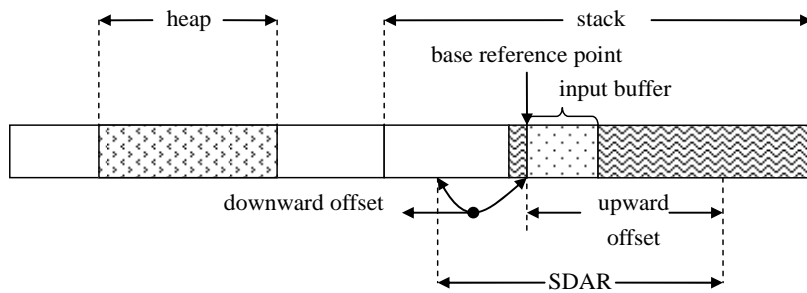 heap
stack
base reference point
input buffer
downward offset
upward
offset
SDAR